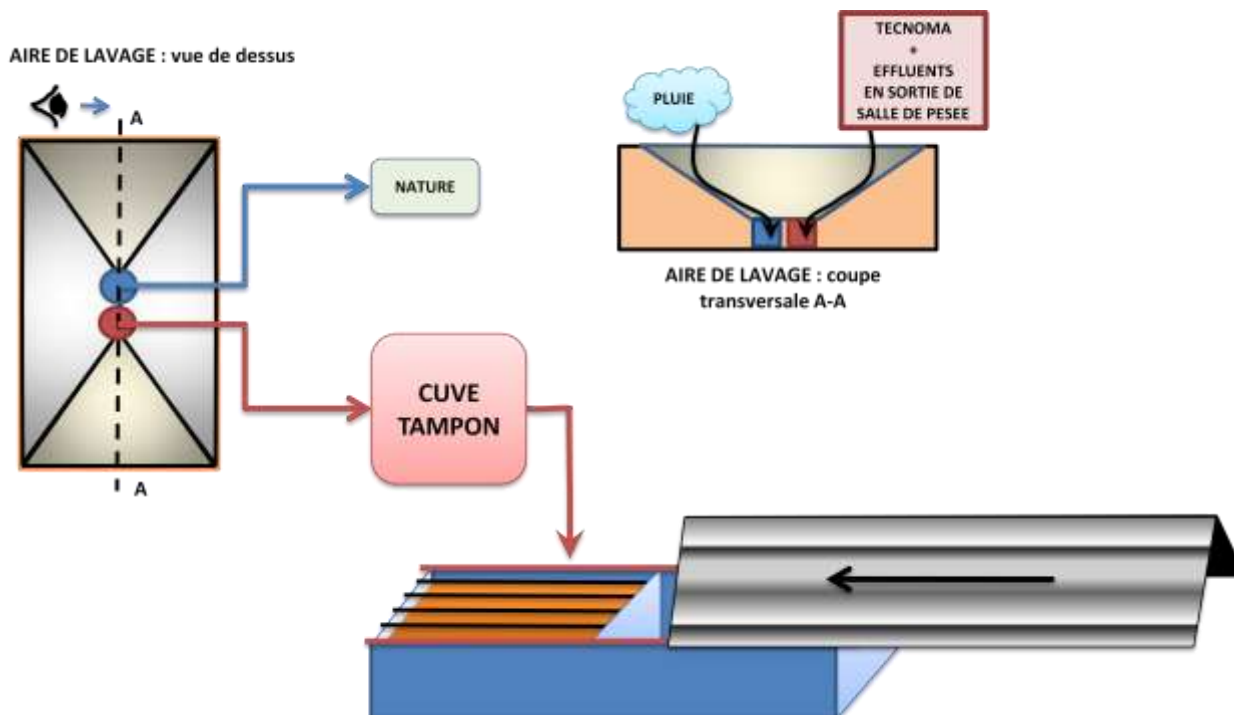 AIRE DE LAVAGE : vue de dessus
A
NATURE
CUVE
TAMPON
A
PLUIE
TECNOMA
+
EFFLUENTS
EN SORTIE DE
SALLE DE PESEE
AIRE DE LAVAGE : coupe
transversale A-A